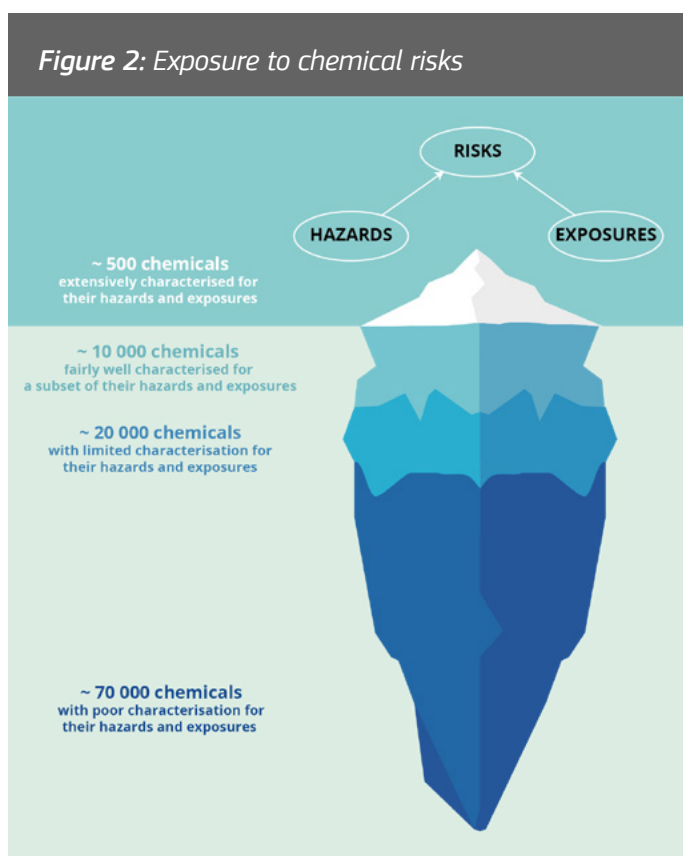 Figure 2: Exposure to chemical risks
RISKS
HAZARDS
EXPOSURES
~ 500 chemicals
extensively characterised for
their hazards and exposures
~ 10 000 chemicals
fairly well characterised for
a subset of their hazards and exposures
~ 20 000 chemicals
with limited characterisation for
their hazards and exposures
~ 70 000 chemicals
with poor characterisation for
their hazards and exposures